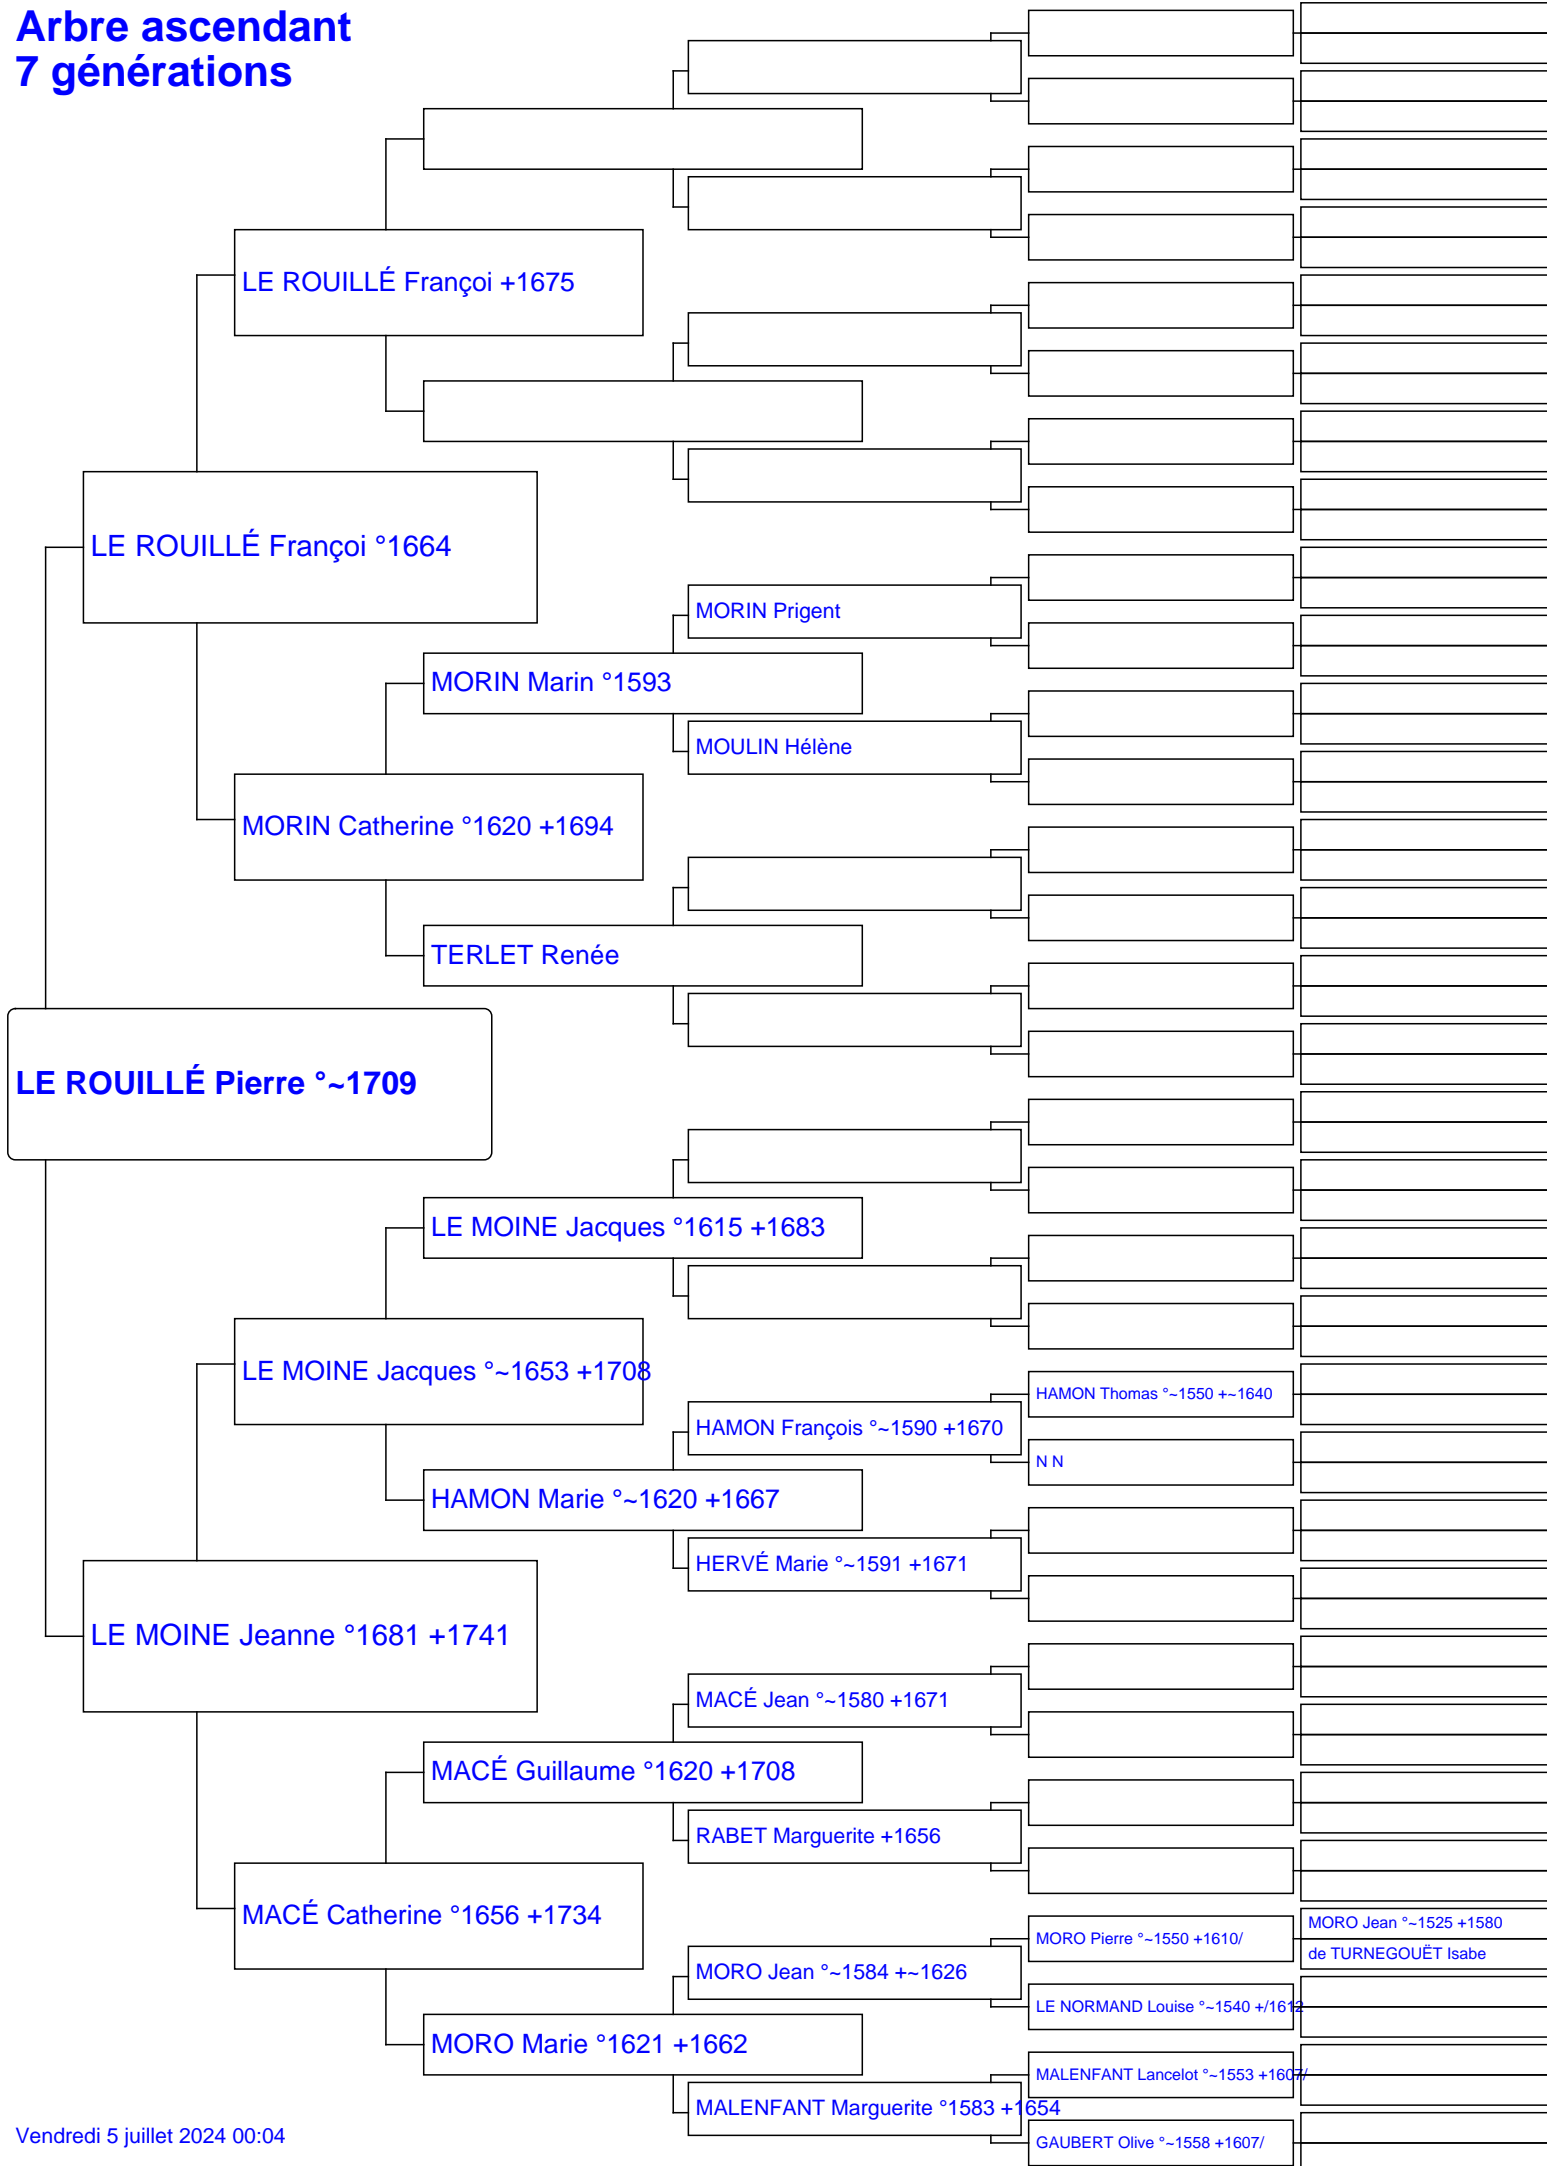 Arbre ascendant
7 générations
LE ROUILLÉ Françoi +1675
LE ROUILLÉ Françoi °1664
MORIN Prigent
MORIN Marin °1593
MOULIN Hélène
MORIN Catherine °1620 +1694
TERLET Renée
LE ROUILLÉ Pierre °~1709
LE MOINE Jacques °1615 +1683
LE MOINE Jacques °~1653 +1708
HAMON Thomas °~1550 +~1640
HAMON François °~1590 +1670
N N
HAMON Marie °~1620 +1667
HERVÉ Marie °~1591 +1671
LE MOINE Jeanne °1681 +1741
MACÉ Jean °~1580 +1671
MACÉ Guillaume °1620 +1708
RABET Marguerite +1656
MACÉ Catherine °1656 +1734
MORO Jean °~1525 +1580
MORO Pierre °~1550 +1610/
de TURNEGOUËT Isabe
MORO Jean °~1584 +~1626
LE NORMAND Louise °~1540 +/1612
MORO Marie °1621 +1662
MALENFANT Lancelot °~1553 +1607/
MALENFANT Marguerite °1583 +1654
GAUBERT Olive °~1558 +1607/
Vendredi 5 juillet 2024 00:04